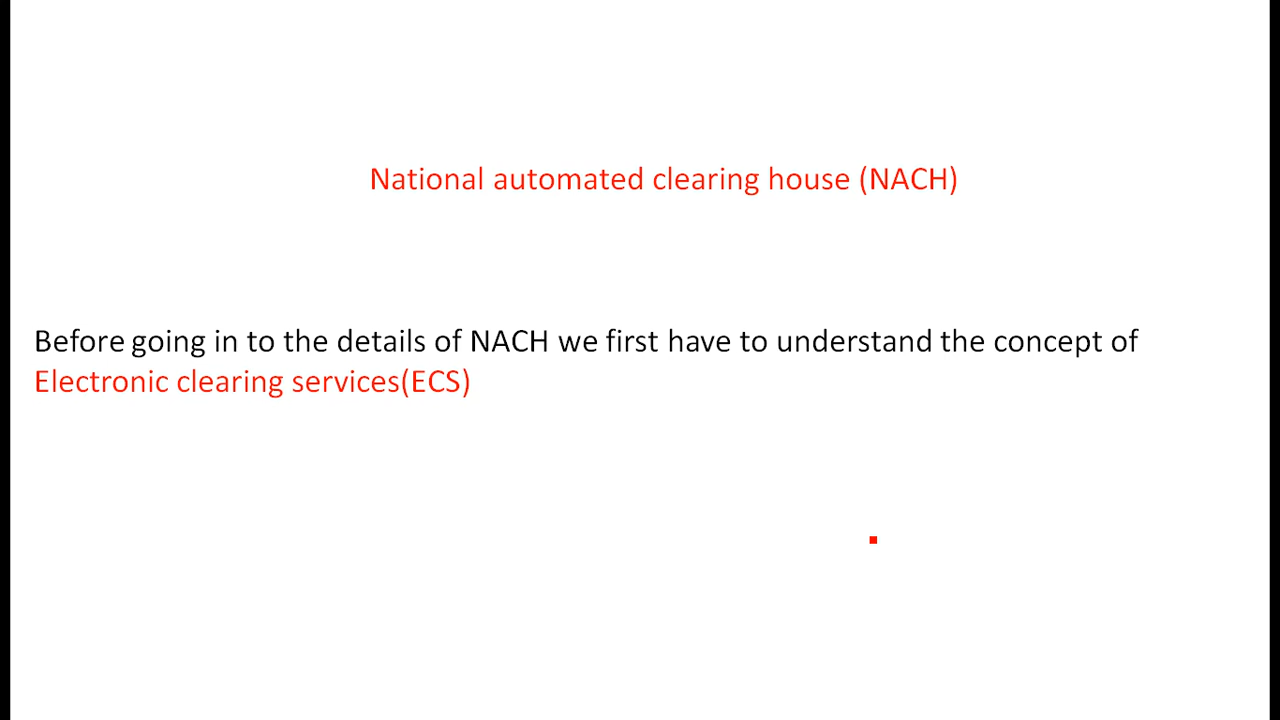 National automated clearing house (NACH)
Before going in to the details of NACH we first have to understand the concept of
Electronic clearing services(ECS)